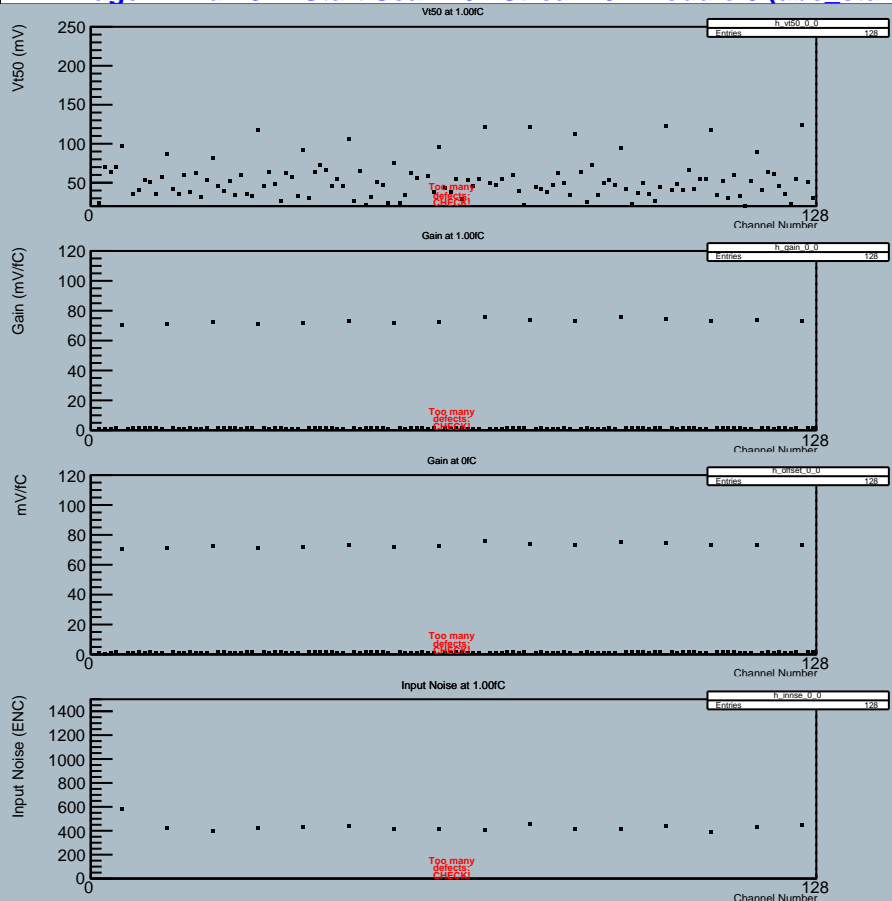 Vt50 at 1.00fC
h_vt50_0_0
Entries 128
Vt50 (mV)
250
200
150
100
50
Too many
defects:
CHECK!
0
128
Channel Number
Gain at 1.00fC
h_gain_0_0
Entries 128
Gain (mV/fC)
120
100
80
60
40
20
0
Too many
defects:
CHECK!
0
128
Channel Number
Gain at 0fC
h_offset_0_0
Entries 128
mV/fC
120
100
80
60
40
20
0
Too many
defects:
CHECK!
0
128
Channel Number
Input Noise at 1.00fC
h_innse_0_0
Entries 128
Input Noise (ENC)
1400
1200
1000
800
600
400
200
0
Too many
defects:
CHECK!
0
128
Channel Number